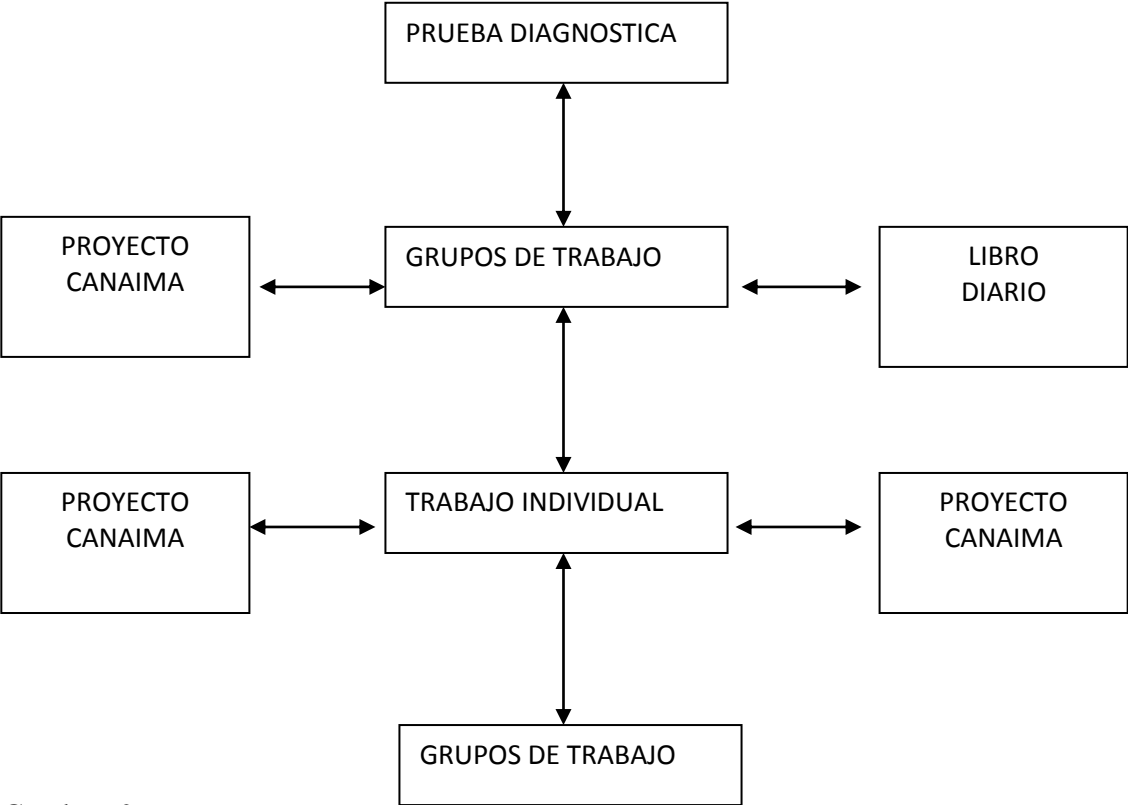 PRUEBA DIAGNOSTICA
PROYECTO
CANAIMA
GRUPOS DE TRABAJO
LIBRO
DIARIO
PROYECTO
CANAIMA
TRABAJO INDIVIDUAL
PROYECTO
CANAIMA
GRUPOS DE TRABAJO